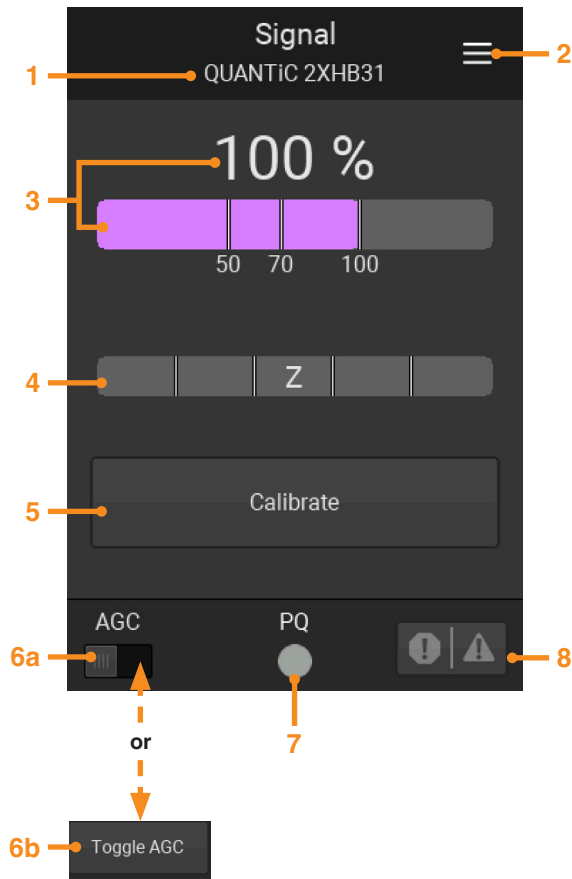 Signal
1 QUANTiC 2XHB31 2
100 %
3
50 70 100
4 Z
5 Calibrate
AGC PQ
6a 8
or 7
6b Toggle AGC